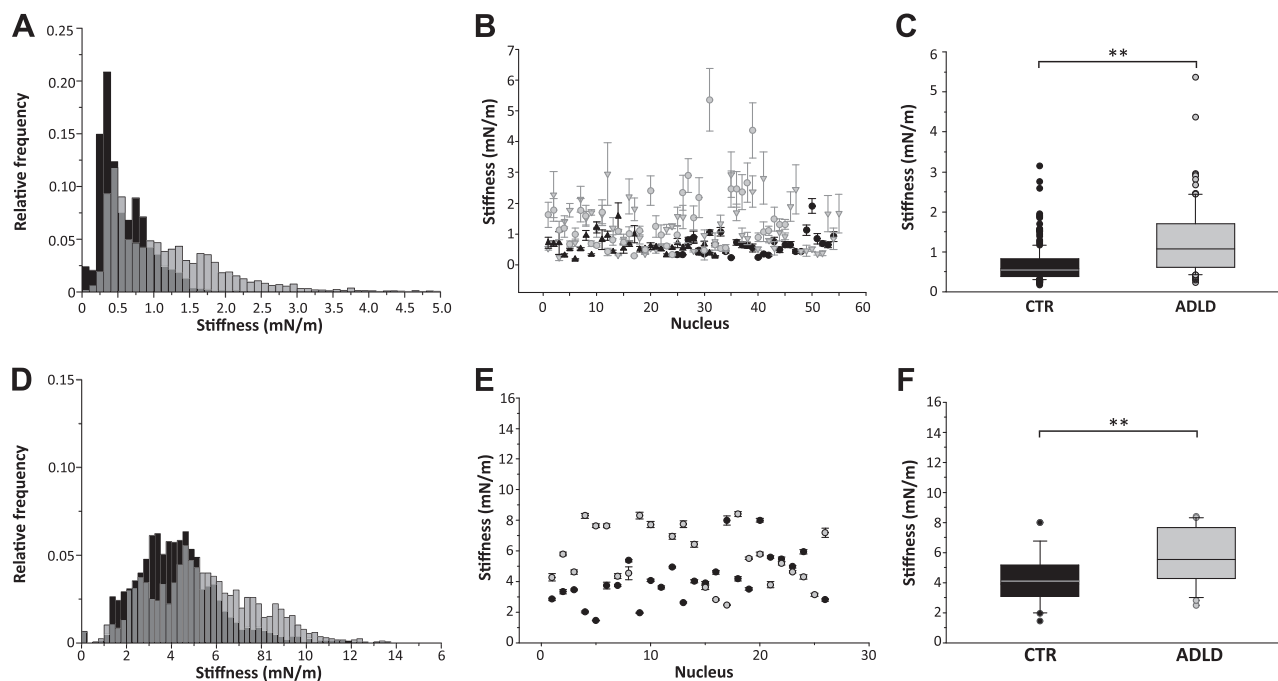 A
0.25
0.20
0.15
0.10
0.05
0
Relative frequency
0 0.5 1.0 1.5 2.0 2.5 3.0 3.5 4.0 4.5 5.0
Stiffness (mN/m)
B
7
6
5
4
3
2
1
0
Stiffness (mN/m)
0 10 20 30 40 50 60
Nucleus
C
6
5
4
3
2
1
0
Stiffness (mN/m)
**
CTR ADLD
D
0.15
0.10
0.05
0
Relative frequency
0 2 4 6 81 10 12 14 6
Stiffness (mN/m)
E
16
14
12
10
8
6
4
2
0
Stiffness (mN/m)
0 10 20 30
Nucleus
F
16
14
12
10
8
6
4
2
0
Stiffness (mN/m)
**
CTR ADLD